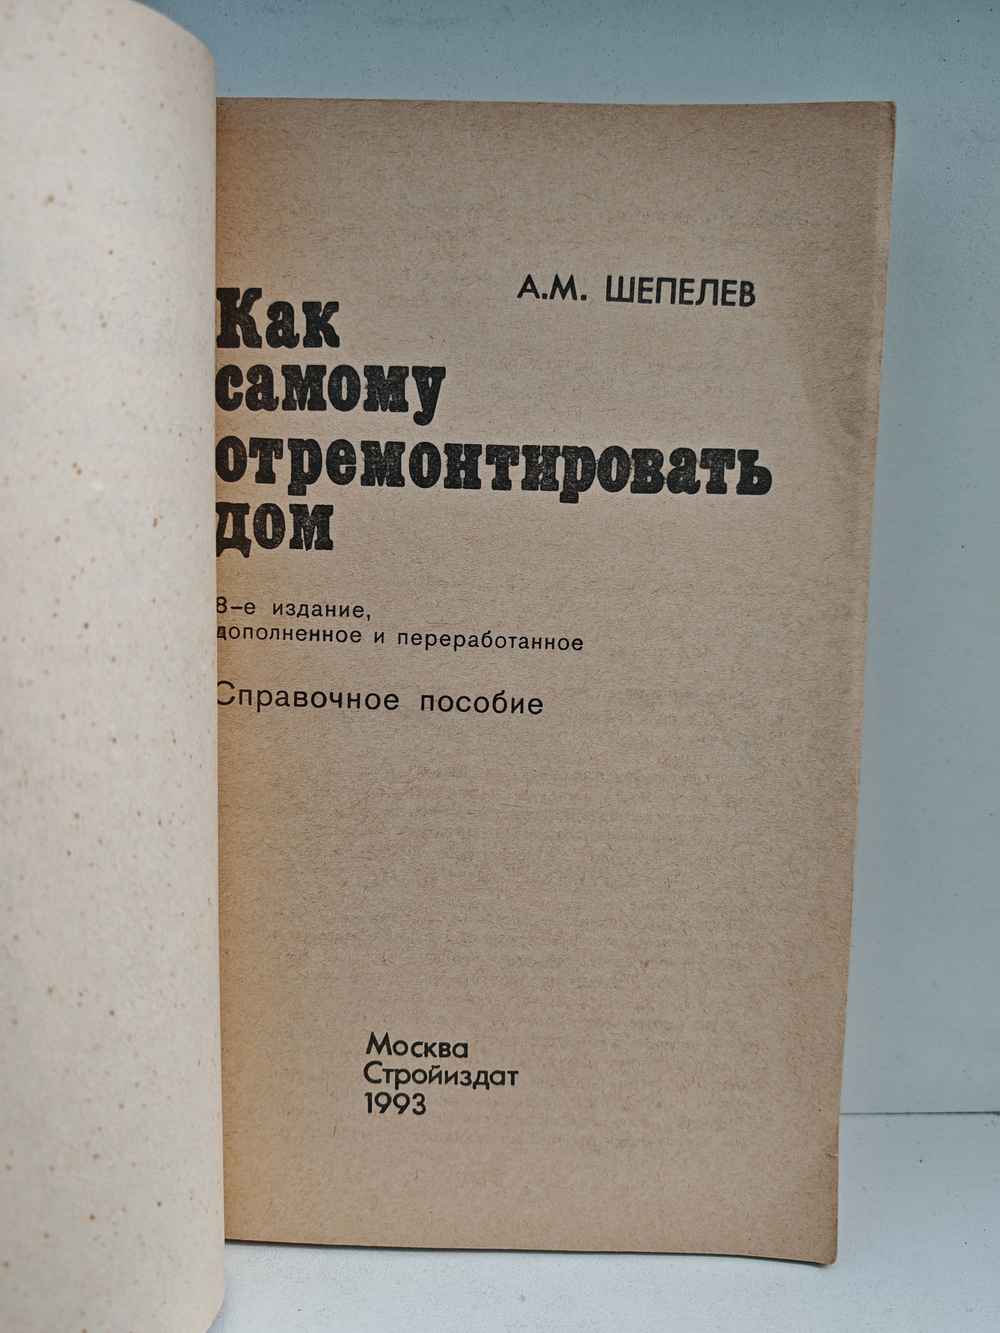 А.М. ШЕПЕЛЕВ
Как
самому
отремонтировать
дом
8-е издание,
дополненное и переработанное
Справочное пособие
Москва
Стройиздат
1993